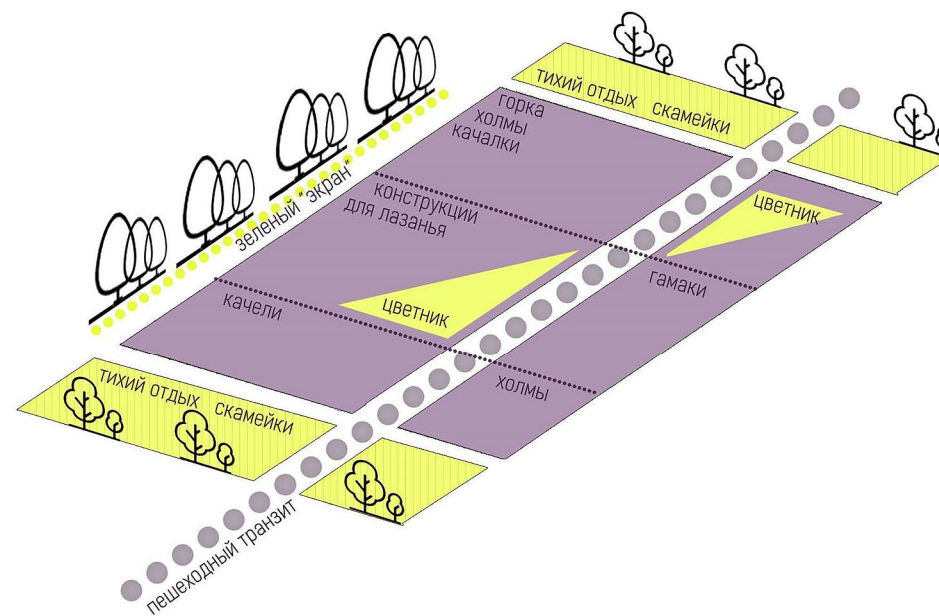 тихий отдых скамейки
горка
холмы
качалки
зеленый "экран"
конструкции
для лазанья
цветник
гамаки
качели
цветник
холмы
тихий отдых скамейки
пешеходный транзит